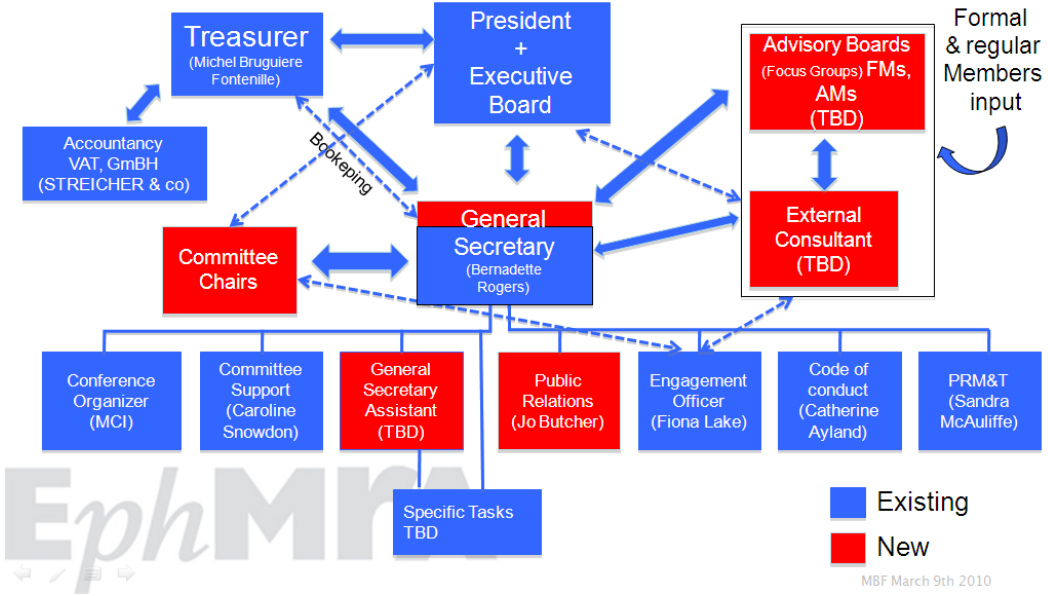 Treasurer
(Michel Bruguiere
Fontenille)
President
+
Executive
Board
Advisory Boards
(Focus Groups) FMs,
AMs
(TBD)
Formal
& regular
Members
input
Accountancy
VAT, GmBH
(STREICHER & co)
Bookeping
General
Secretary
(Bernadette
Rogers)
External
Consultant
(TBD)
Committee
Chairs
Conference
Organizer
(MCI)
Committee
Support
(Caroline
Snowdon)
General
Secretary
Assistant
(TBD)
Public
Relations
(Jo Butcher)
Engagement
Officer
(Fiona Lake)
Code of
conduct
(Catherine
Ayland)
PRM&T
(Sandra
McAuliffe)
Specific Tasks
TBD
EphMRA
Existing
New
MBF March 9th 2010